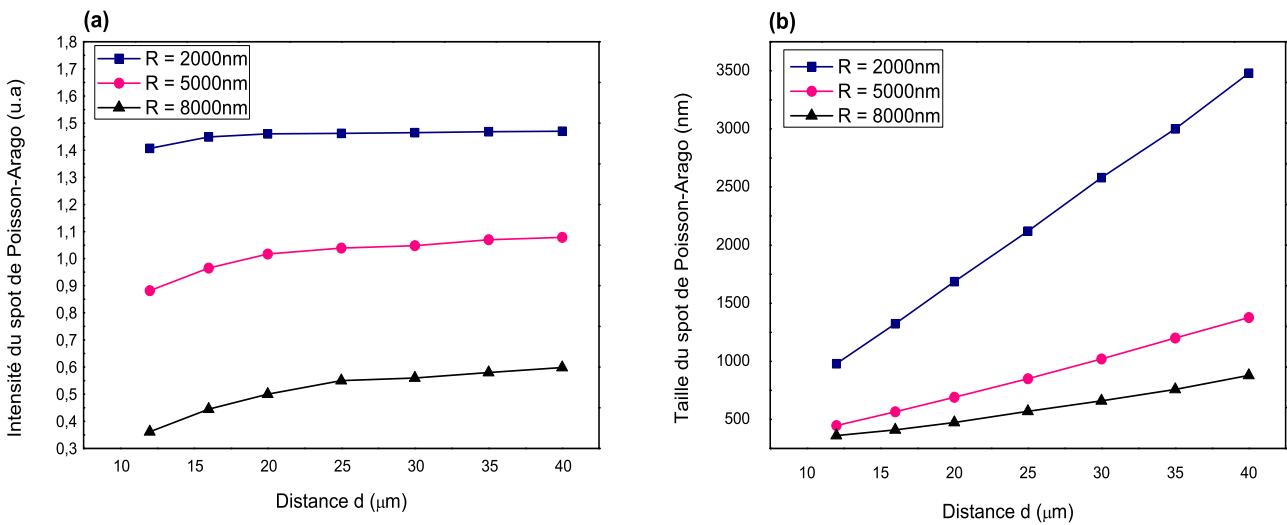 (a)
Intensité du spot de Poisson-Arago (u.a)
1,8
1,7
1,6
1,5
1,4
1,3
1,2
1,1
1,0
0,9
0,8
0,7
0,6
0,5
0,4
0,3
R = 2000nm
R = 5000nm
R = 8000nm
10 15 20 25 30 35 40
Distance d (μm)
(b)
Taille du spot de Poisson-Arago (nm)
3500
3000
2500
2000
1500
1000
500
R = 2000nm
R = 5000nm
R = 8000nm
10 15 20 25 30 35 40
Distance d (μm)